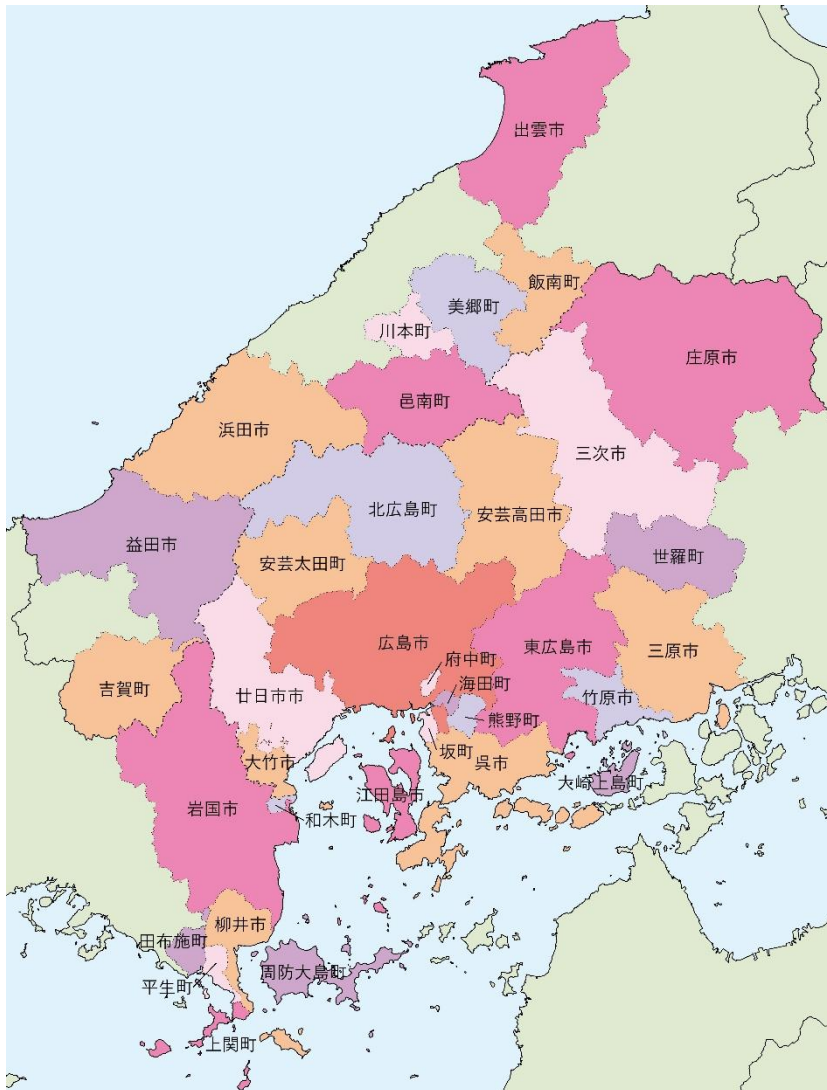 出雲市
飯南町
美郷町
川本町
庄原市
邑南町
浜田市
三次市
北広島町
安芸高田市
益田市
安芸太田町
世羅町
広島市
東広島市
三原市
府中町
海田町
吉賀町
廿日市市
竹原市
熊野町
坂町
呉市
大竹市
大崎上島町
江田島市
岩国市
和木町
柳井市
田布施町
周防大島町
平生町
上関町